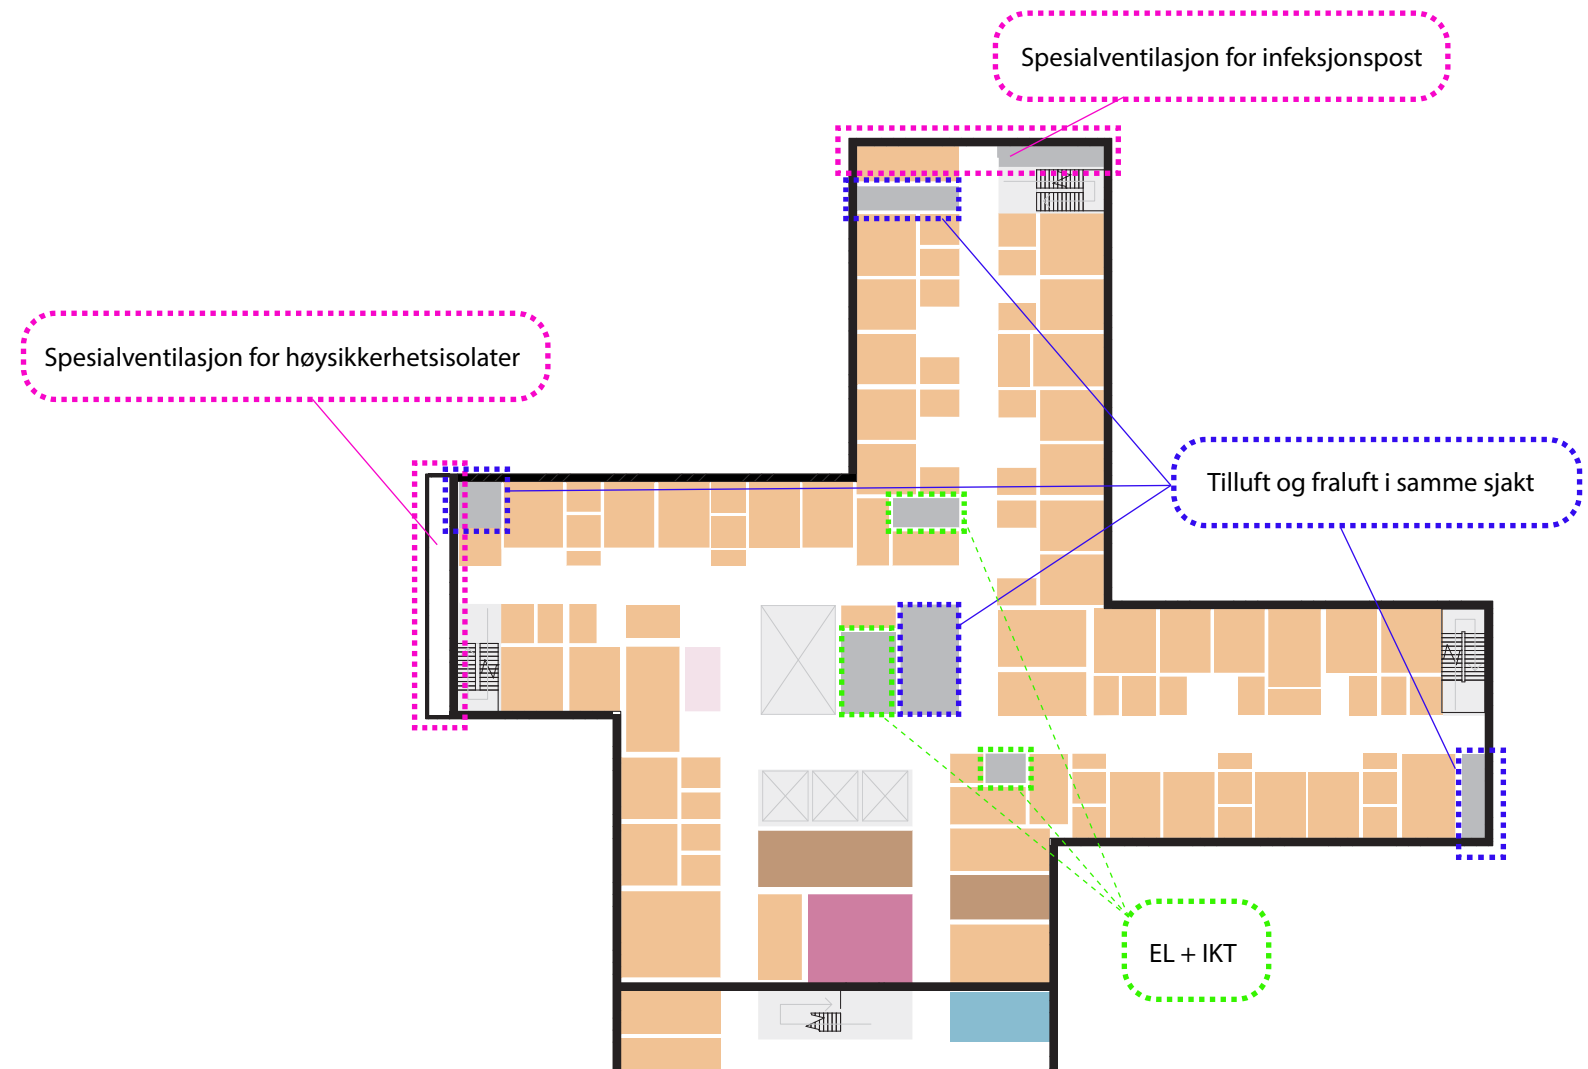 Spesialventilasjon for infeksjonspost
Spesialventilasjon for høysikkerhetsisolater
Tilluft og fraluft i samme sjakt
EL + IKT